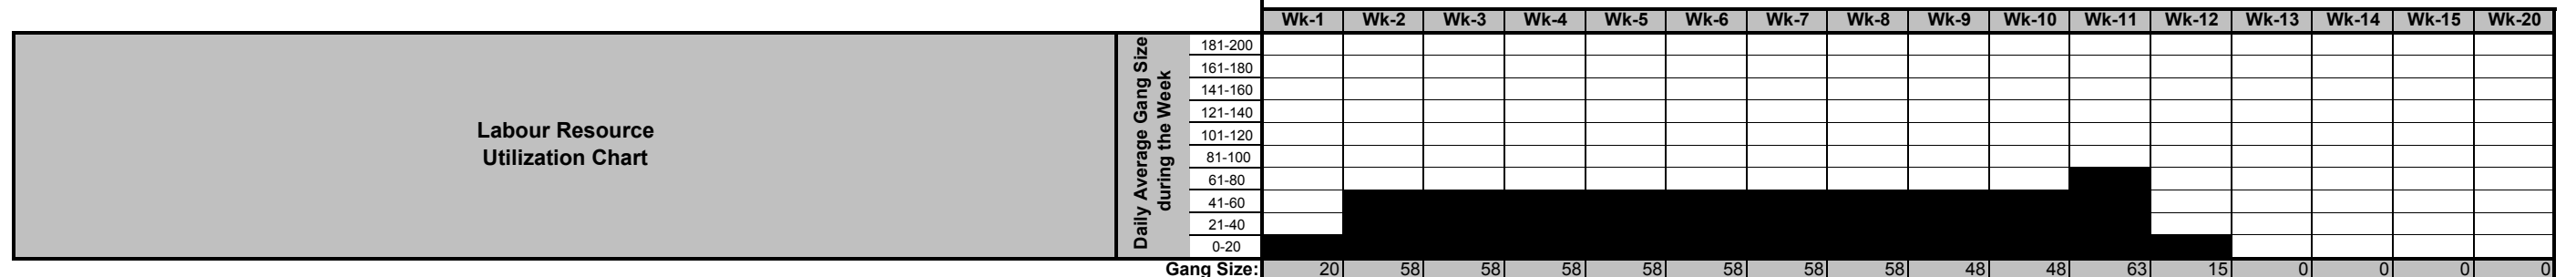 Wk-1 Wk-2 Wk-3 Wk-4 Wk-5 Wk-6 Wk-7 Wk-8 Wk-9 Wk-10 Wk-11 Wk-12 Wk-13 Wk-14 Wk-15 Wk-20
Labour Resource
Utilization Chart
Daily Average Gang Size
during the Week
181-200
161-180
141-160
121-140
101-120
81-100
61-80
41-60
21-40
0-20
Gang Size: 20 58 58 58 58 58 58 58 48 48 63 15 0 0 0 0